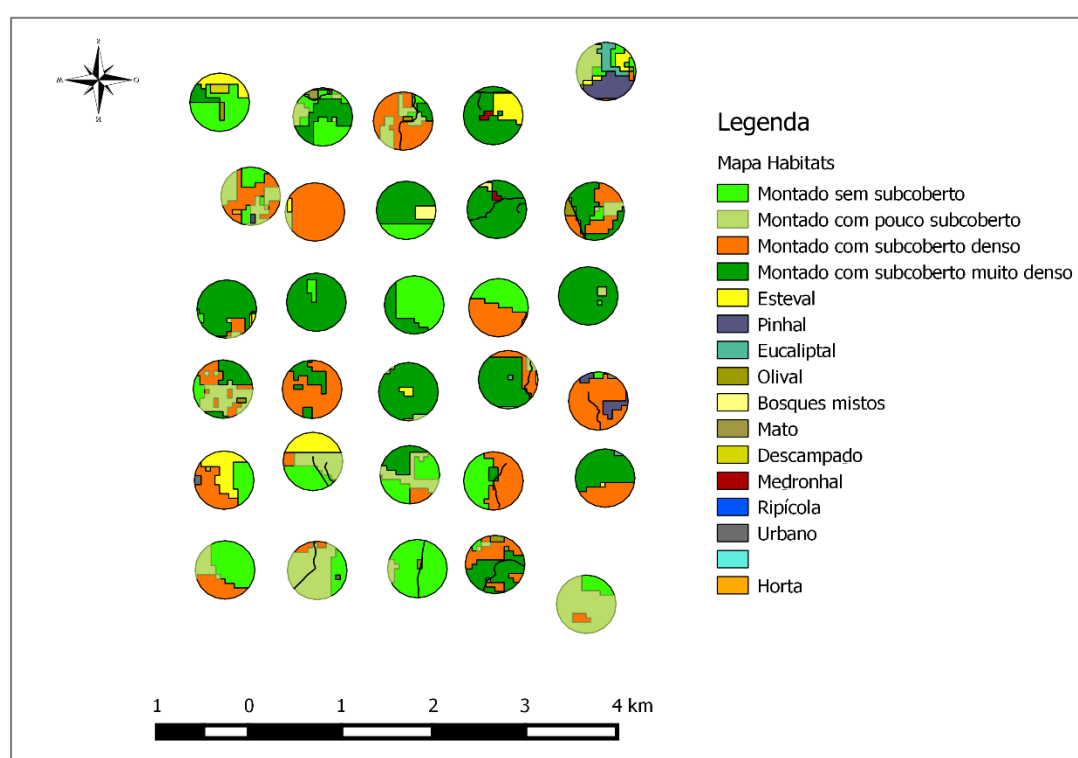 S
W O
N
Legenda
Mapa Habitats
Montado sem subcoberto
Montado com pouco subcoberto
Montado com subcoberto denso
Montado com subcoberto muito denso
Esteval
Pinhal
Eucaliptal
Olival
Bosques mistos
Mato
Descampado
Medronhal
Ripícola
Urbano
Horta
1 0 1 2 3 4 km